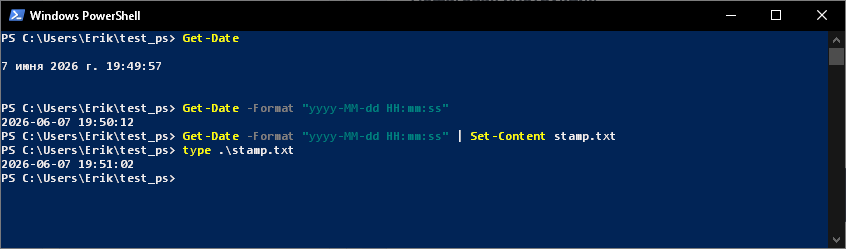 Windows PowerShell
PS C:\Users\Erik\test_ps> Get-Date
7 июня 2026 г. 19:49:57
PS C:\Users\Erik\test_ps> Get-Date -Format "yyyy-MM-dd HH:mm:ss"
2026-06-07 19:50:12
PS C:\Users\Erik\test_ps> Get-Date -Format "yyyy-MM-dd HH:mm:ss" | Set-Content stamp.txt
PS C:\Users\Erik\test_ps> type .\stamp.txt
2026-06-07 19:51:02
PS C:\Users\Erik\test_ps>